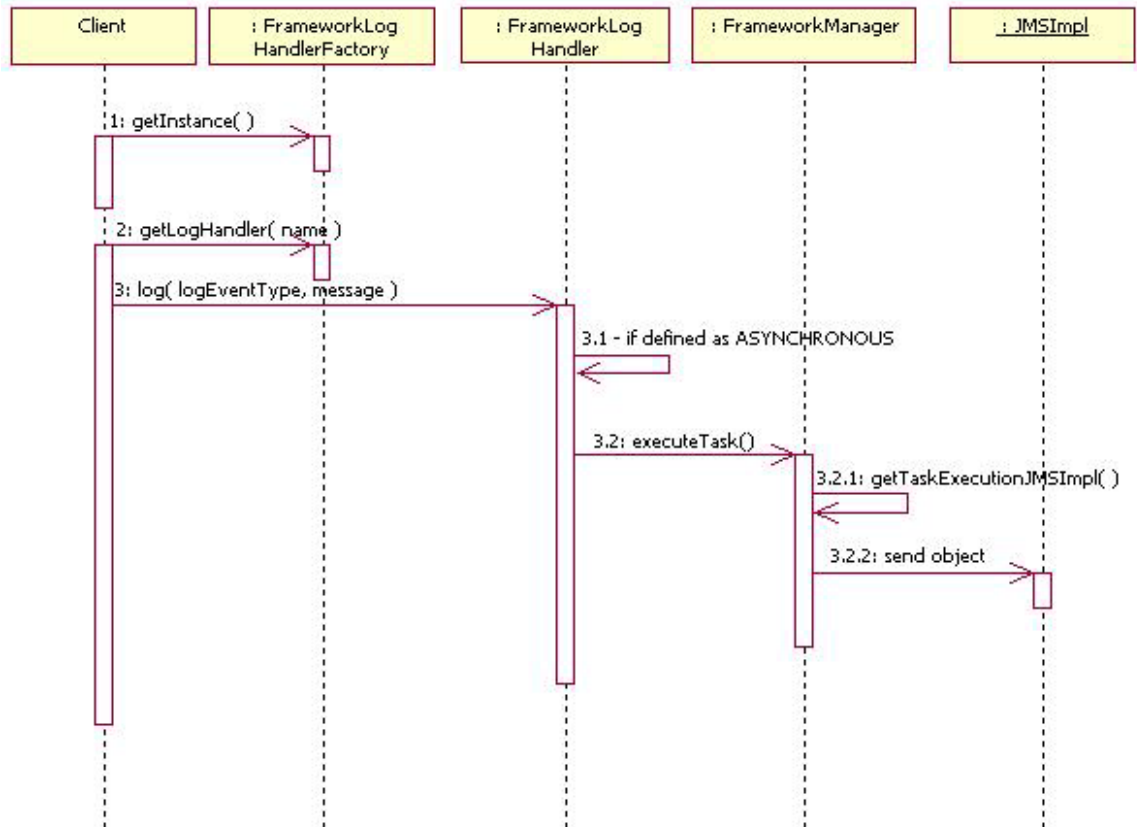 Client
: FrameworkLog
HandlerFactory
: FrameworkLog
Handler
: FrameworkManager
: JMSImpl
1: getInstance( )
2: getLogHandler( name )
3: log( logEventType, message )
3.1 - if defined as ASYNCHRONOUS
3.2: executeTask()
3.2.1: getTaskExecutionJMSImpl( )
3.2.2: send object